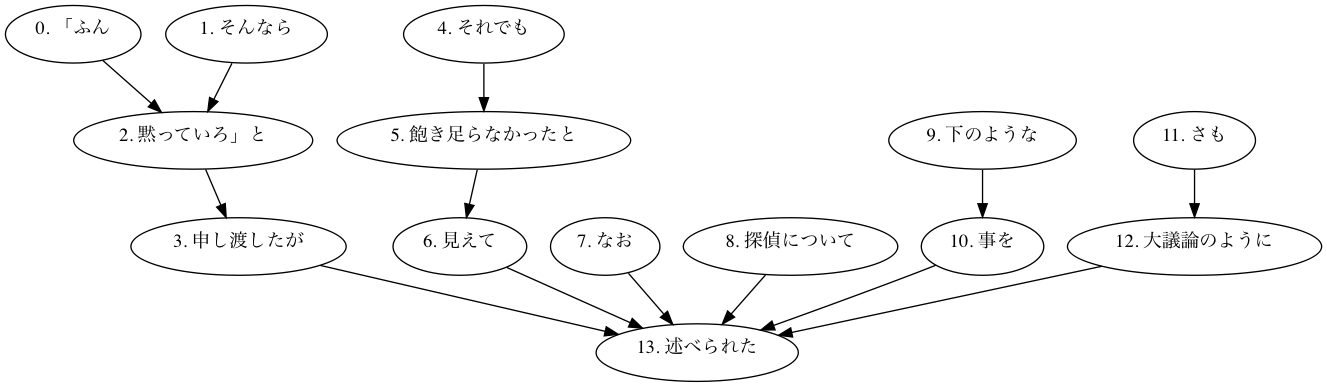 0. 「ふん
1. そんなら
4. それでも
2. 黙っていろ」と
5. 飽き足らなかったと
9. 下のような
11. さも
3. 申し渡したが
6. 見えて
7. なお
8. 探偵について
10. 事を
12. 大議論のように
13. 述べられた